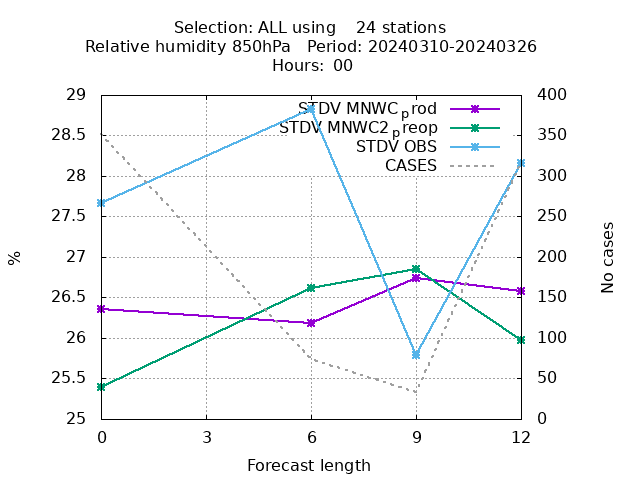 Selection: ALL using    24 stations
Relative humidity 850hPa   Period: 20240310-20240326
Hours: 00
29
28.5
28
27.5
27
26.5
26
25.5
25
400
350
300
250
200
150
100
50
0
STDV MNWC_prod
STDV MNWC2_preop
STDV OBS
CASES
%
No cases
0 3 6 9 12
Forecast length